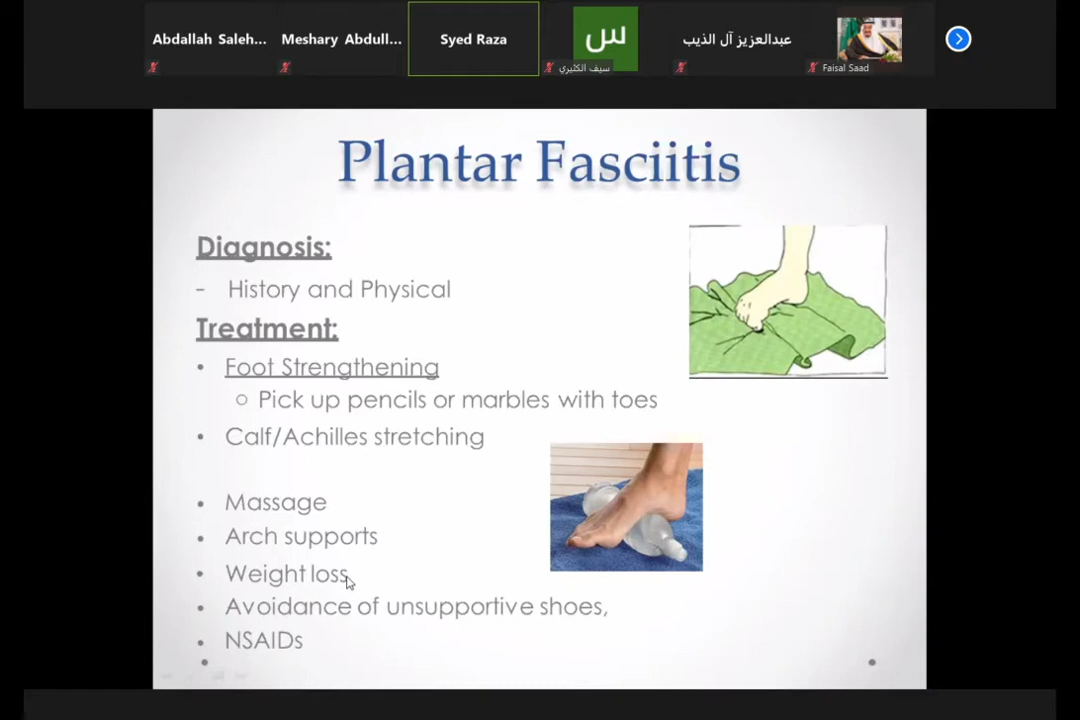 Abdallah Saleh...
Meshary Abdull...
Syed Raza
س
عبدالعزيز آل الذيب
سيف الكثيري
Faisal Saad
Plantar Fasciitis
Diagnosis:
- History and Physical
Treatment:
• Foot Strengthening
○ Pick up pencils or marbles with toes
• Calf/Achilles stretching
• Massage
• Arch supports
• Weight loss
• Avoidance of unsupportive shoes,
• NSAIDs